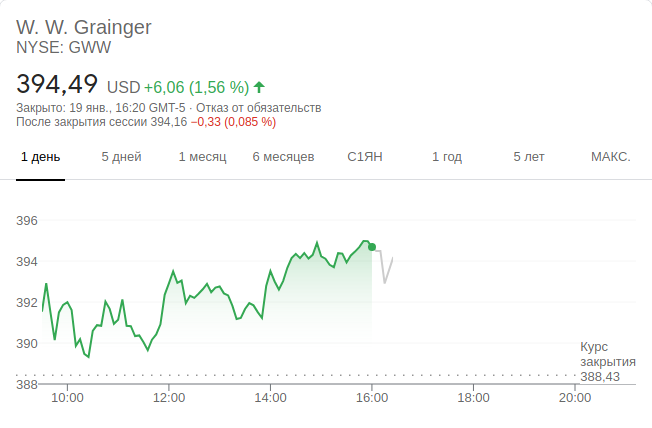 W. W. Grainger
NYSE: GWW
394,49 USD +6,06 (1,56 %)
Закрыто: 19 янв., 16:20 GMT-5 · Отказ от обязательств
После закрытия сессии 394,16 −0,33 (0,085 %)
1 день 5 дней 1 месяц 6 месяцев С1ЯН 1 год 5 лет МАКС.
396
394
392
390
Курс
закрытия
388,43
388
10:00 12:00 14:00 16:00 18:00 20:00